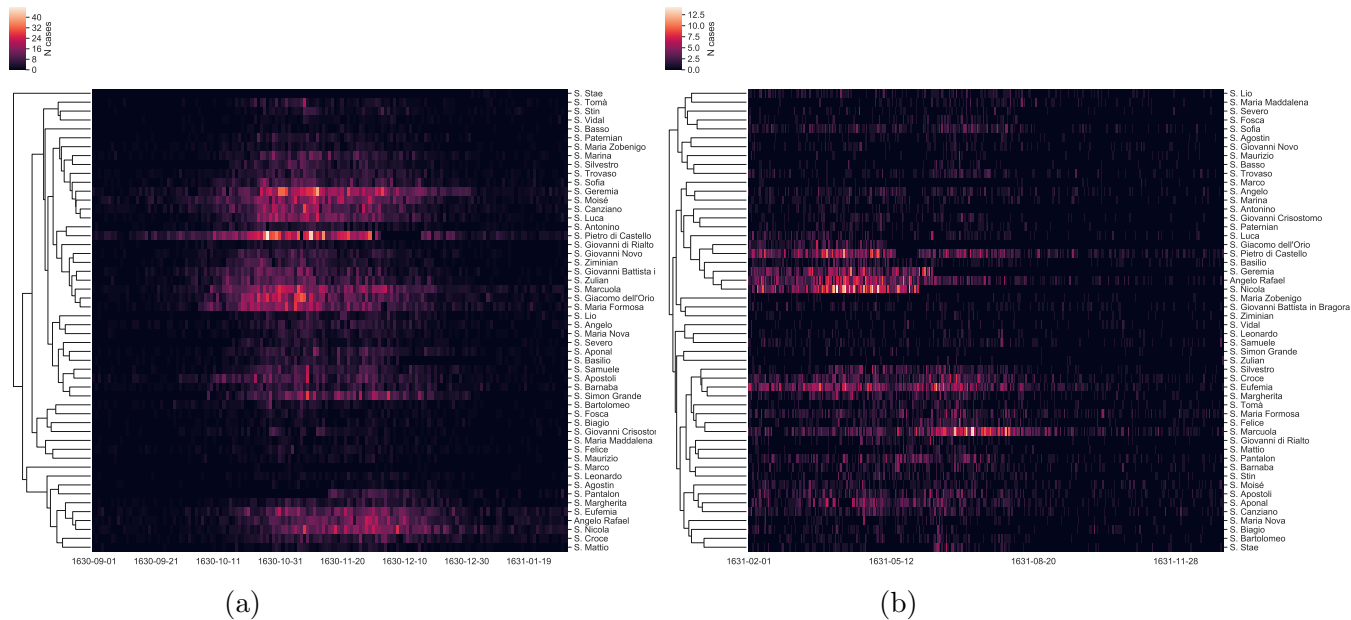 40
32
24
16
8
0
N cases
S. Stae
S. Tomà
S. Stin
S. Vidal
S. Basso
S. Paternian
S. Maria Zobenigo
S. Marina
S. Silvestro
S. Trovaso
S. Sofia
S. Geremia
S. Moisé
S. Canziano
S. Luca
S. Antonino
S. Pietro di Castello
S. Giovanni di Rialto
S. Giovanni Novo
S. Ziminian
S. Giovanni Battista i
S. Zulian
S. Marcuola
S. Giacomo dell'Orio
S. Maria Formosa
S. Lio
S. Angelo
S. Maria Nova
S. Severo
S. Aponal
S. Basilio
S. Samuele
S. Apostoli
S. Barnaba
S. Simon Grande
S. Bartolomeo
S. Fosca
S. Biagio
S. Giovanni Crisostor
S. Maria Maddalena
S. Felice
S. Maurizio
S. Marco
S. Leonardo
S. Agostin
S. Pantalon
S. Margherita
S. Eufemia
Angelo Rafael
S. Nicola
S. Croce
S. Mattio
1630-09-01 1630-09-21 1630-10-11 1630-10-31 1630-11-20 1630-12-10 1630-12-30 1631-01-19
(a)
12.5
10.0
7.5
5.0
2.5
0.0
N cases
S. Lio
S. Maria Maddalena
S. Severo
S. Fosca
S. Sofia
S. Agostin
S. Giovanni Novo
S. Maurizio
S. Basso
S. Trovaso
S. Marco
S. Angelo
S. Marina
S. Antonino
S. Giovanni Crisostomo
S. Paternian
S. Luca
S. Giacomo dell'Orio
S. Pietro di Castello
S. Basilio
S. Geremia
Angelo Rafael
S. Nicola
S. Maria Zobenigo
S. Giovanni Battista in Bragora
S. Ziminian
S. Vidal
S. Leonardo
S. Samuele
S. Simon Grande
S. Zulian
S. Silvestro
S. Croce
S. Eufemia
S. Margherita
S. Tomà
S. Maria Formosa
S. Felice
S. Marcuola
S. Giovanni di Rialto
S. Mattio
S. Pantalon
S. Barnaba
S. Stin
S. Moisé
S. Apostoli
S. Aponal
S. Canziano
S. Maria Nova
S. Biagio
S. Bartolomeo
S. Stae
1631-02-01 1631-05-12 1631-08-20 1631-11-28
(b)